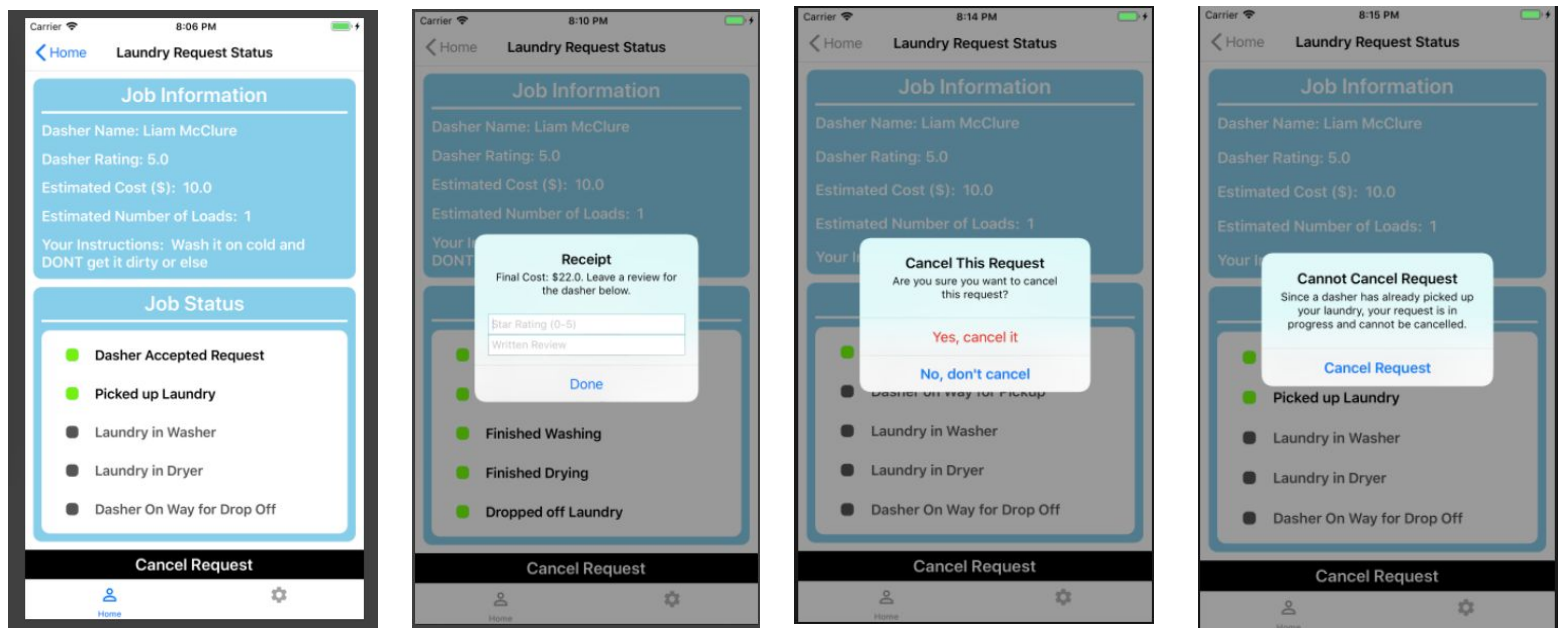 Carrier 8:06 PM
Home Laundry Request Status
Job Information
Dasher Name: Liam McClure
Dasher Rating: 5.0
Estimated Cost ($): 10.0
Estimated Number of Loads: 1
Your Instructions: Wash it on cold and
DONT get it dirty or else
Job Status
Dasher Accepted Request
Picked up Laundry
Laundry in Washer
Laundry in Dryer
Dasher On Way for Drop Off
Cancel Request
Home
Carrier 8:10 PM
Home Laundry Request Status
Job Information
Dasher Name: Liam McClure
Dasher Rating: 5.0
Estimated Cost ($): 10.0
Estimated Number of Loads: 1
Your
DONT
Receipt
Final Cost: $22.0. Leave a review for
the dasher below.
Star Rating (0-5)
Written Review
Done
Finished Washing
Finished Drying
Dropped off Laundry
Cancel Request
Home
Carrier 8:14 PM
Home Laundry Request Status
Job Information
Dasher Name: Liam McClure
Dasher Rating: 5.0
Estimated Cost ($): 10.0
Estimated Number of Loads: 1
Your
Cancel This Request
Are you sure you want to cancel
this request?
Yes, cancel it
No, don't cancel
Dasher on Way for Pickup
Laundry in Washer
Laundry in Dryer
Dasher On Way for Drop Off
Cancel Request
Home
Carrier 8:15 PM
Home Laundry Request Status
Job Information
Dasher Name: Liam McClure
Dasher Rating: 5.0
Estimated Cost ($): 10.0
Estimated Number of Loads: 1
Your
Cannot Cancel Request
Since a dasher has already picked up
your laundry, your request is in
progress and cannot be cancelled.
Cancel Request
Picked up Laundry
Laundry in Washer
Laundry in Dryer
Dasher On Way for Drop Off
Cancel Request
Home